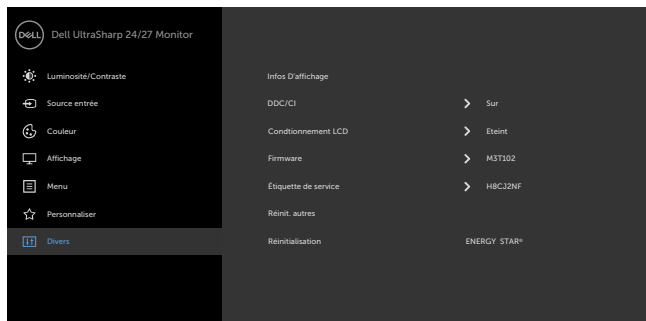 DELL Dell UltraSharp 24/27 Monitor
Luminosité/Contraste
Infos D'affichage
Source entrée
DDC/CI
Sur
Couleur
Condtionnement LCD
Eteint
Affichage
Firmware
M3T102
Menu
Étiquette de service
H8CJ2NF
Personnaliser
Réinit. autres
Divers
Réinitialisation
ENERGY STAR®